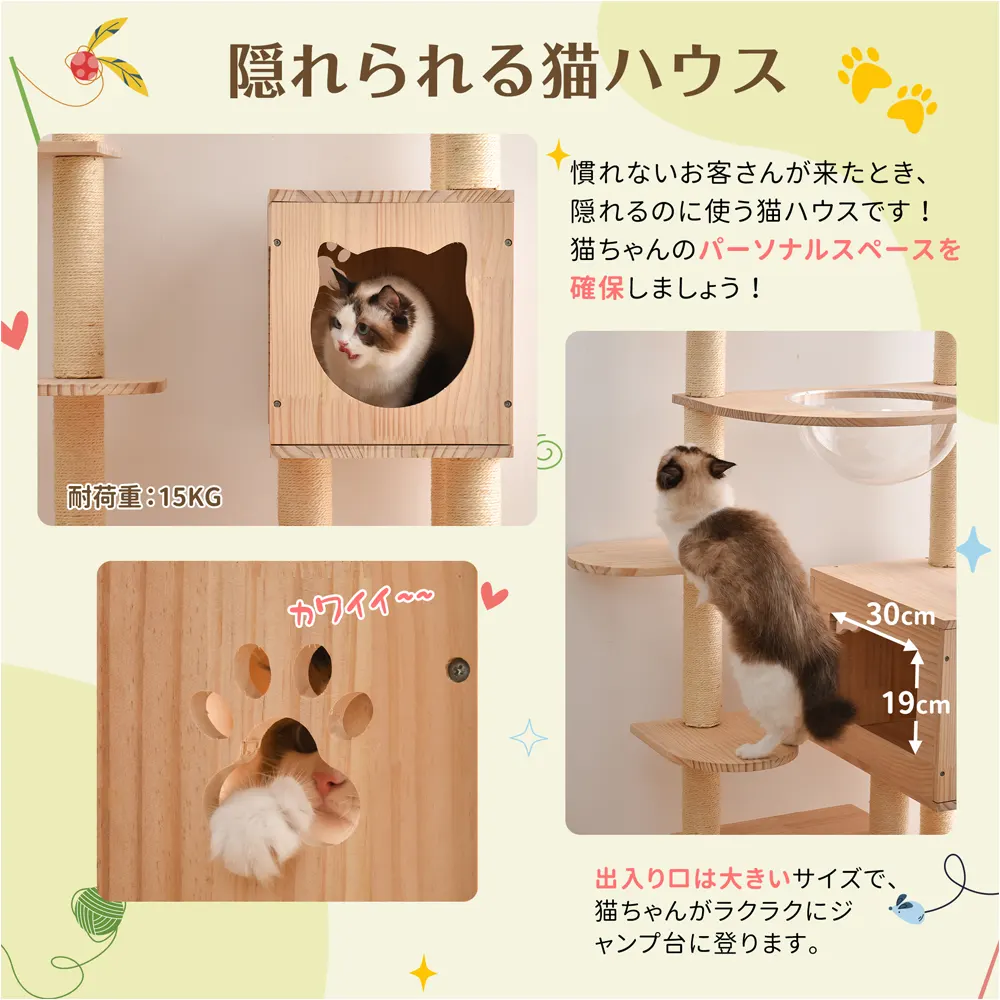 隠れられる猫ハウス
慣れないお客さんが来たとき、
隠れるのに使う猫ハウスです！
猫ちゃんのパーソナルスペースを
確保しましょう！
耐荷重：15KG
カワイイ~~
30cm
19cm
出入り口は大きいサイズで、
猫ちゃんがラクラクにジ
ャンプ台に登ります。